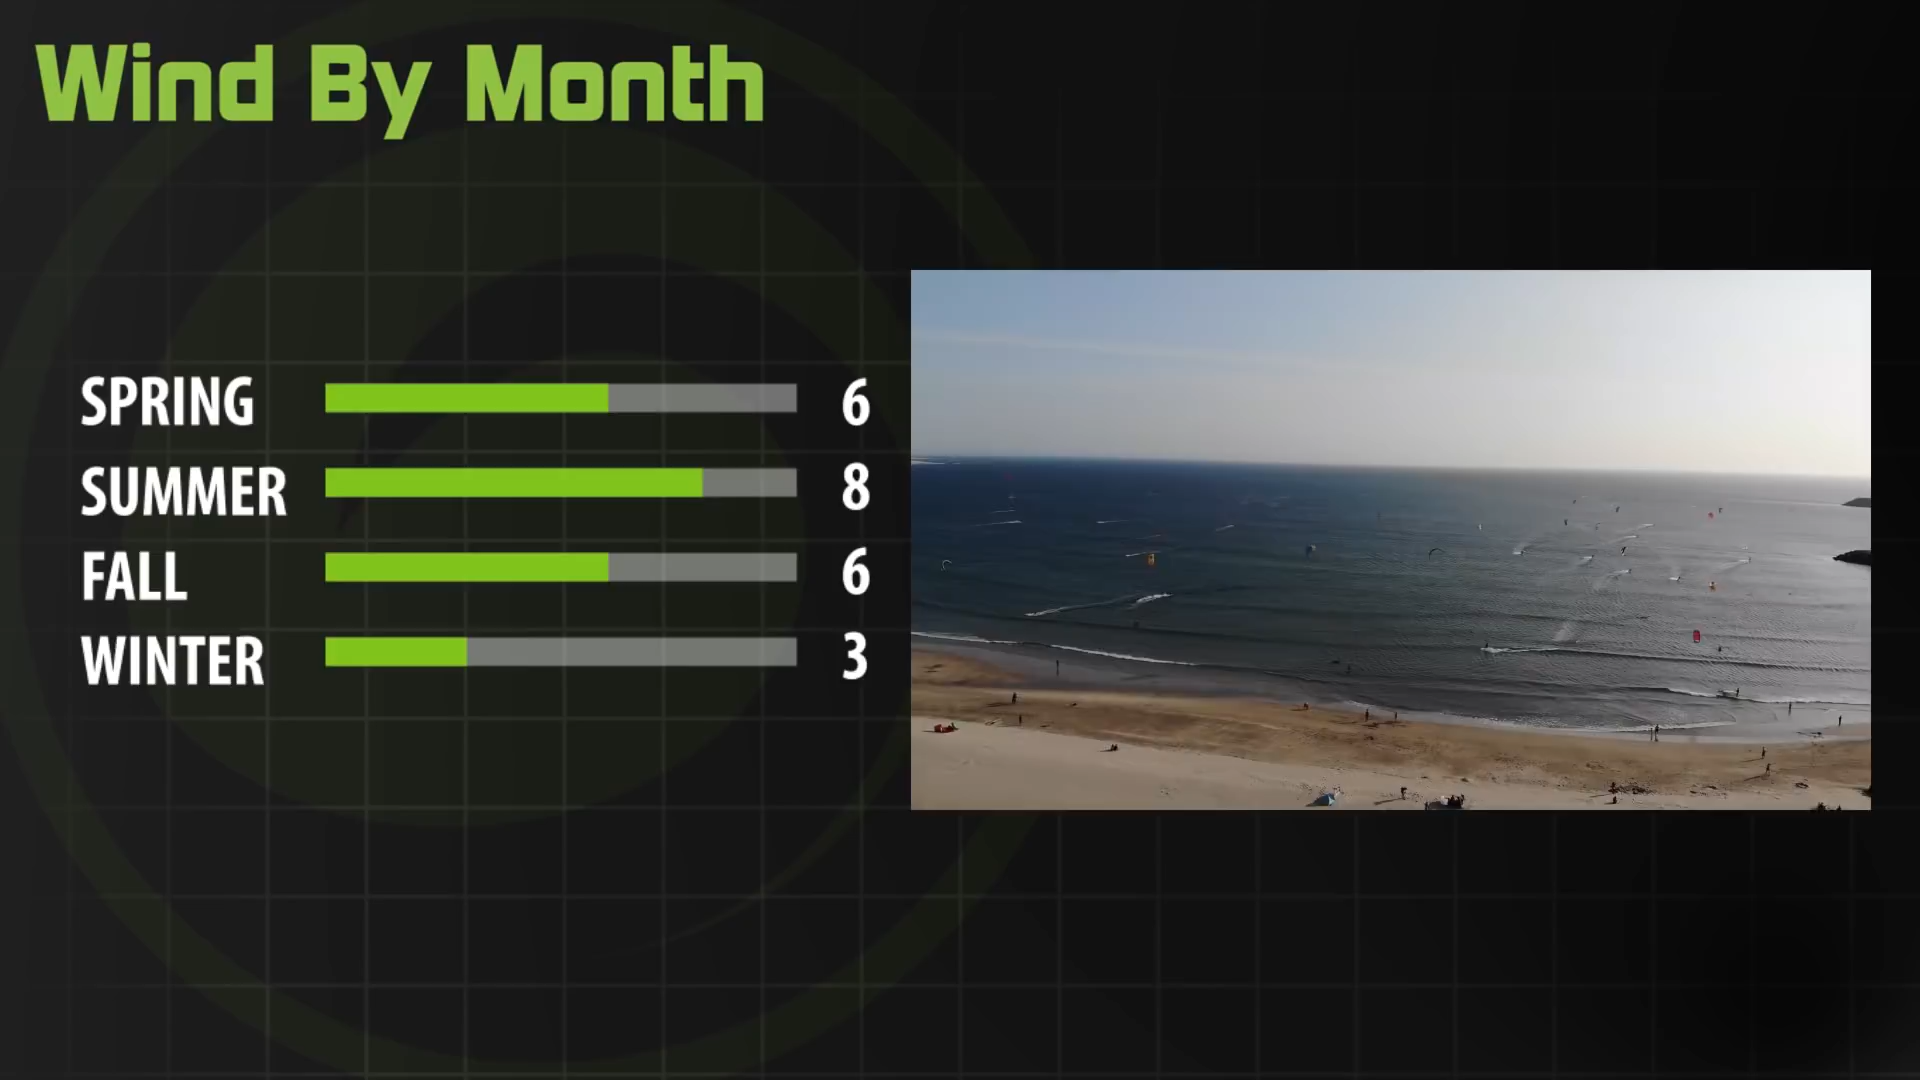 Wind By Month
SPRING 6
SUMMER 8
FALL 6
WINTER 3